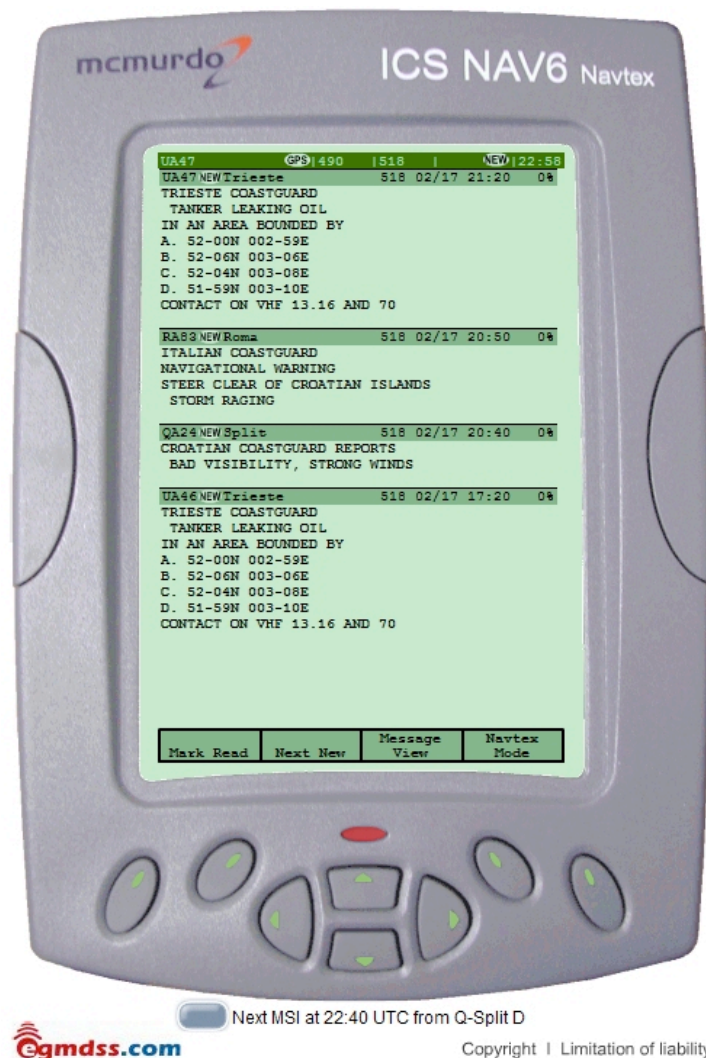 mcmurdo
ICS NAV6 Navtex
UA47 GPS|490 |518 | NEW|22:58
UA47 NEW Trieste 518 02/17 21:20 0%
TRIESTE COASTGUARD
TANKER LEAKING OIL
IN AN AREA BOUNDED BY
A. 52-00N 002-59E
B. 52-06N 003-06E
C. 52-04N 003-08E
D. 51-59N 003-10E
CONTACT ON VHF 13.16 AND 70
RA83 NEW Roma 518 02/17 20:50 0%
ITALIAN COASTGUARD
NAVIGATIONAL WARNING
STEER CLEAR OF CROATIAN ISLANDS
STORM RAGING
QA24 NEW Split 518 02/17 20:40 0%
CROATIAN COASTGUARD REPORTS
BAD VISIBILITY, STRONG WINDS
UA46 NEW Trieste 518 02/17 17:20 0%
TRIESTE COASTGUARD
TANKER LEAKING OIL
IN AN AREA BOUNDED BY
A. 52-00N 002-59E
B. 52-06N 003-06E
C. 52-04N 003-08E
D. 51-59N 003-10E
CONTACT ON VHF 13.16 AND 70
Mark Read Next New Message View Navtex Mode
Next MSI at 22:40 UTC from Q-Split D
egmdss.com
Copyright | Limitation of liability